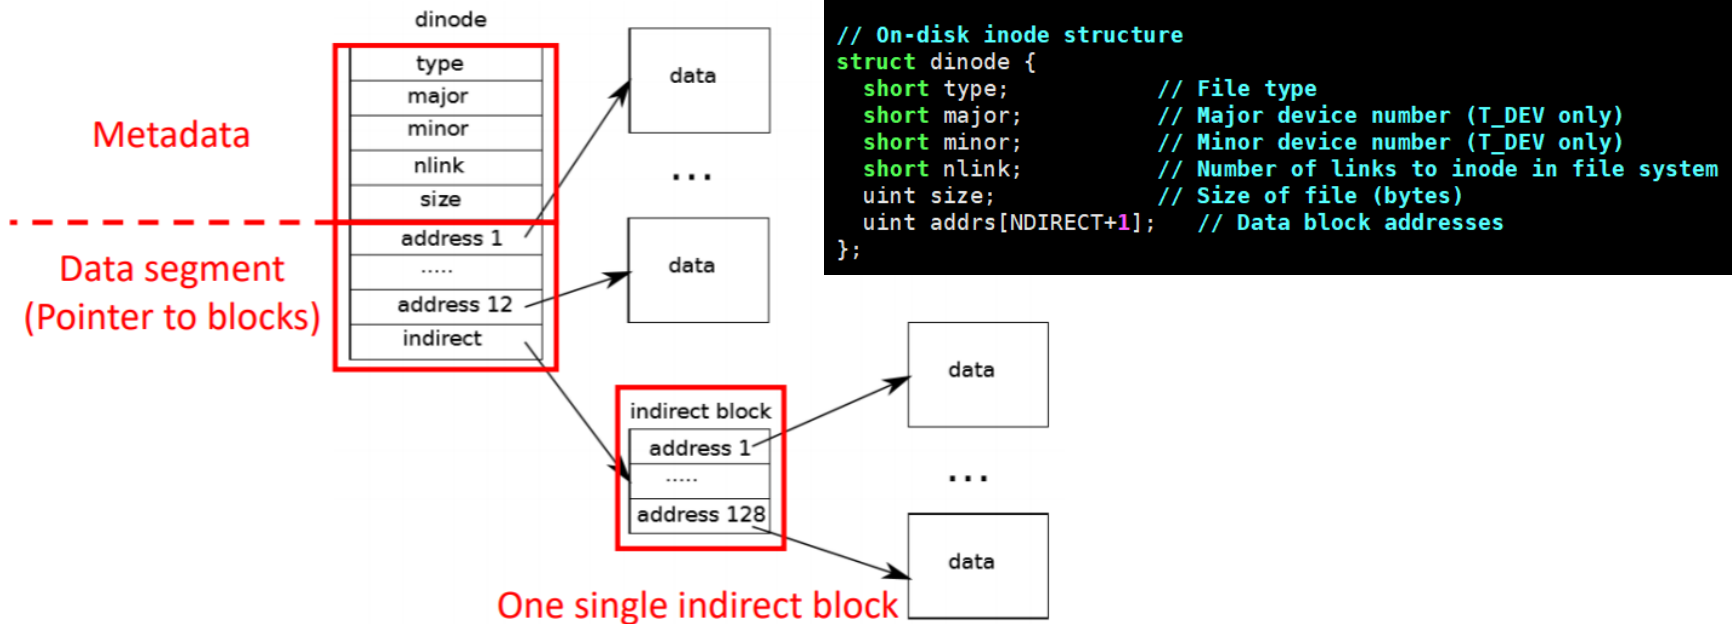 dinode
type
major
minor
nlink
size
address 1
.....
address 12
indirect
Metadata
Data segment
(Pointer to blocks)
data
...
data
indirect block
address 1
.....
address 128
data
...
data
One single indirect block
// On-disk inode structure
struct dinode {
  short type;           // File type
  short major;          // Major device number (T_DEV only)
  short minor;          // Minor device number (T_DEV only)
  short nlink;          // Number of links to inode in file system
  uint size;            // Size of file (bytes)
  uint addrs[NDIRECT+1];   // Data block addresses
};